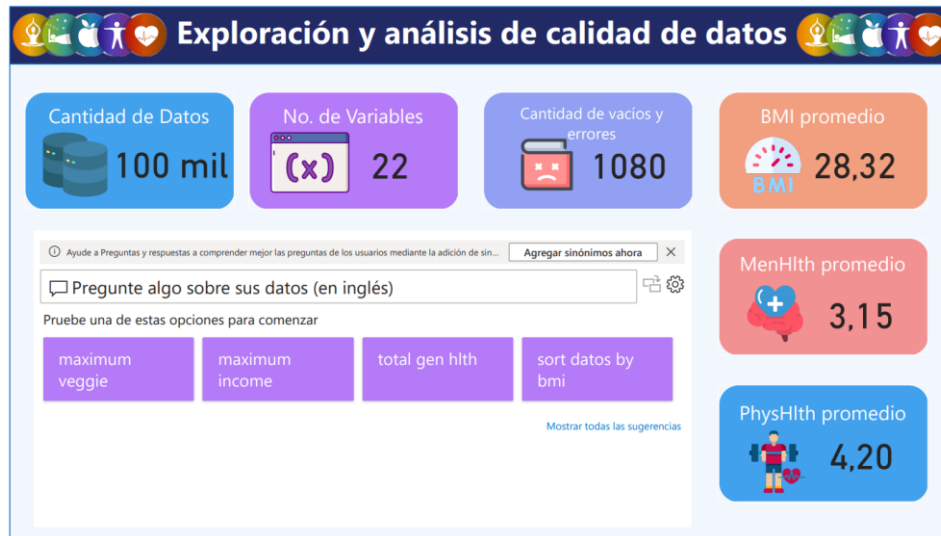 Exploración y análisis de calidad de datos
Cantidad de Datos
100 mil
No. de Variables
(x)
22
Cantidad de vacíos y
errores
1080
BMI promedio
BMI
28,32
Ayude a Preguntas y respuestas a comprender mejor las preguntas de los usuarios mediante la adición de sin...
Agregar sinónimos ahora
Pregunte algo sobre sus datos (en inglés)
Pruebe una de estas opciones para comenzar
maximum
veggie
maximum
income
total gen hlth
sort datos by
bmi
Mostrar todas las sugerencias
MenHlth promedio
3,15
PhysHlth promedio
4,20